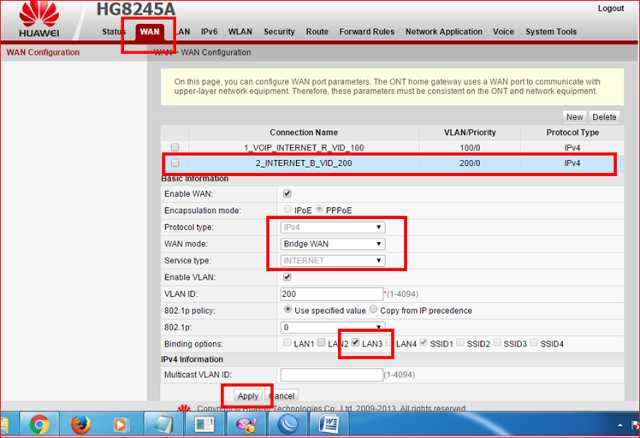 HG8245A
Logout
HUAWEI
Status WAN LAN IPv6 WLAN Security Route Forward Rules Network Application Voice System Tools
WAN Configuration
WAN > WAN Configuration
On this page, you can configure WAN port parameters. The ONT home gateway uses a WAN port to communicate with
upper-layer network equipment. Therefore, these parameters must be consistent on the ONT and network equipment.
New Delete
Connection Name VLAN/Priority Protocol Type
1_VOIP_INTERNET_R_VID_100 100/0 IPv4
2_INTERNET_B_VID_200 200/0 IPv4
Basic Information
Enable WAN:
Encapsulation mode: IPoE PPPoE
Protocol type: IPv4
WAN mode: Bridge WAN
Service type: INTERNET
Enable VLAN:
VLAN ID: 200 *(1-4094)
802.1p policy: Use specified value Copy from IP precedence
802.1p: 0
Binding options: LAN1 LAN2 LAN3 LAN4 SSID1 SSID2 SSID3 SSID4
IPv4 Information
Multicast VLAN ID: (1-4094)
Apply Cancel
Copyright © Huawei Technologies Co., Ltd. 2009-2013. All rights reserved.